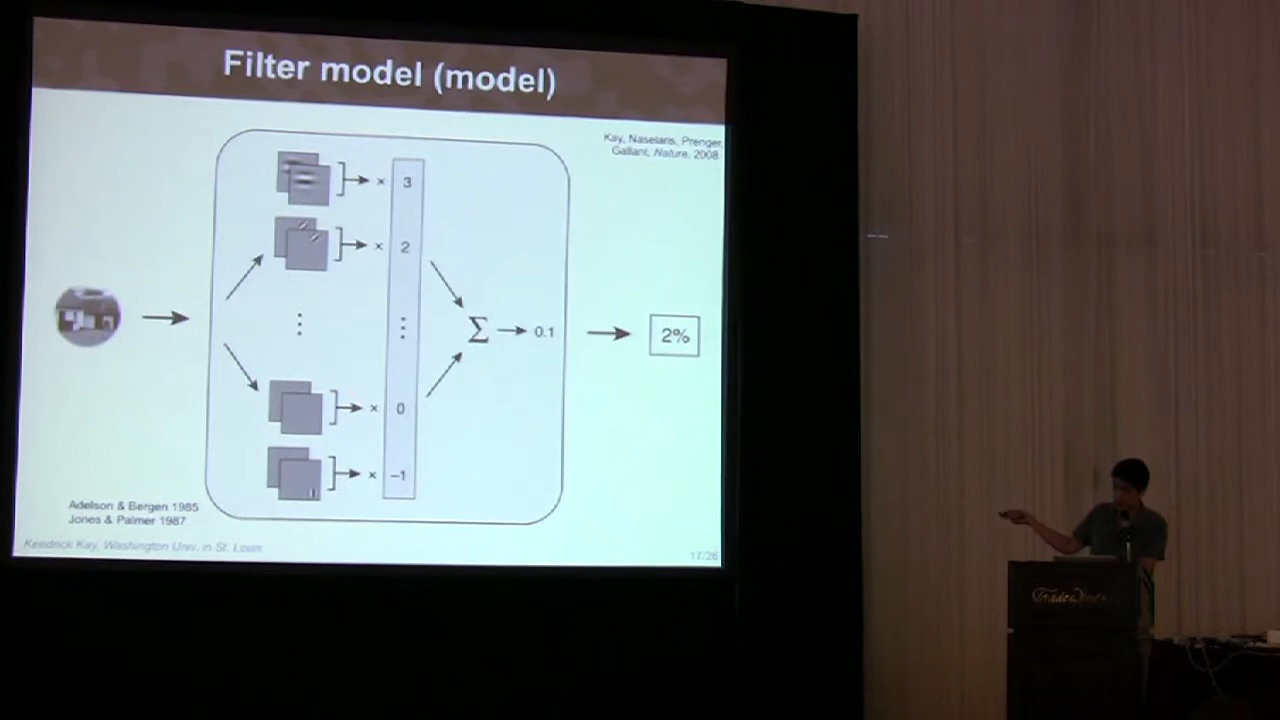 Filter model (model)
Kay, Naselaris, Prenger,
Gallant, Nature, 2008
× 3
× 2
Σ → 0.1
2%
× 0
× −1
Adelson & Bergen 1985
Jones & Palmer 1987
Kendrick Kay, Washington Univ. in St. Louis
17/26
TradeWinds